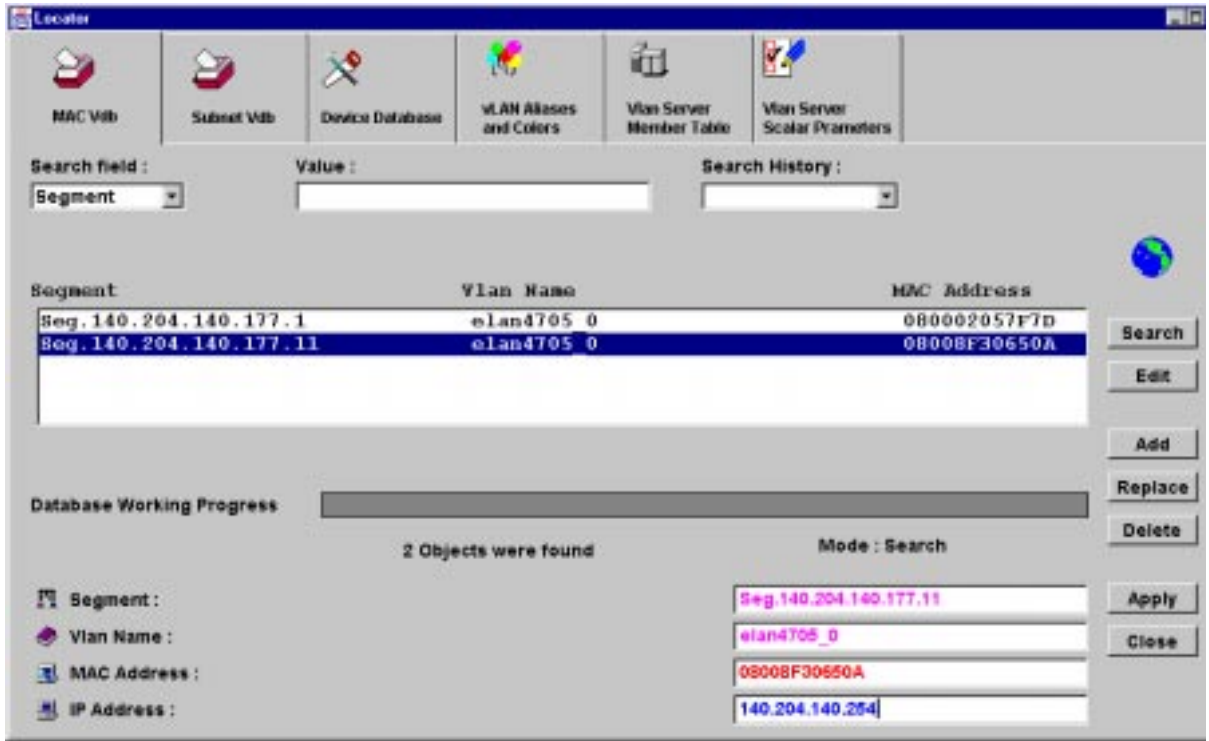 Locator
MAC Vdb
Subnet Vdb
Device Database
vLAN Aliases and Colors
Vlan Server Member Table
Vlan Server Scalar Prameters
Search field :
Value :
Search History :
Segment
Segment Vlan Name MAC Address
Seg.140.204.140.177.1 elan4705_0 080002057F7D
Seg.140.204.140.177.11 elan4705_0 08008F30650A
Search
Edit
Add
Replace
Delete
Database Working Progress
2 Objects were found
Mode : Search
Segment : Seg.140.204.140.177.11
Vlan Name : elan4705_0
MAC Address : 08008F30650A
IP Address : 140.204.140.254
Apply
Close